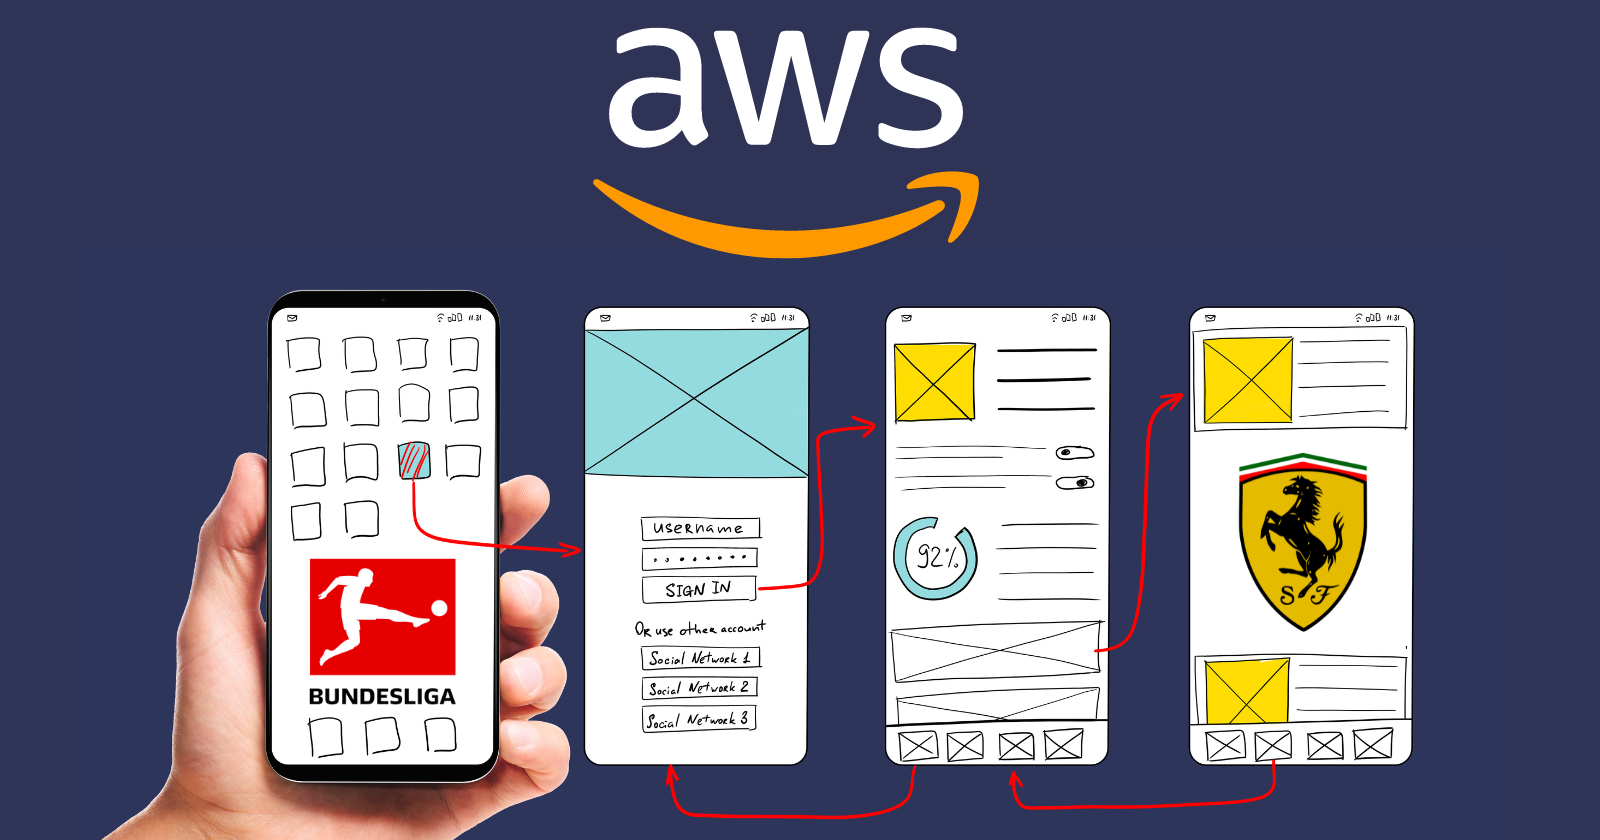 aws
11:31
BUNDESLIGA
11:31
username
SIGN IN
Or use other account
Social Network 1
Social Network 2
Social Network 3
11:31
92%
11:31
S F